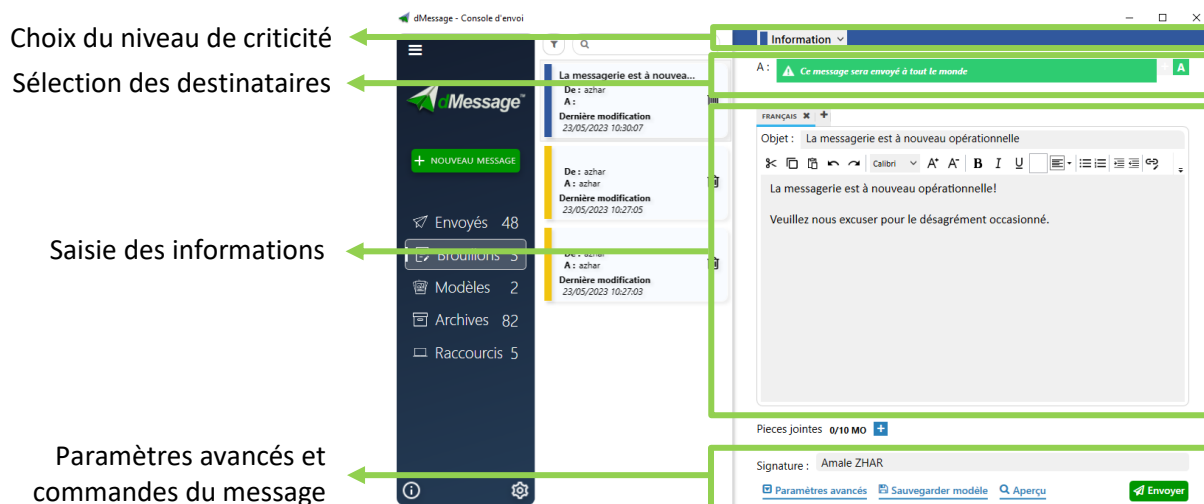 dMessage - Console d'envoi
Choix du niveau de criticité
Sélection des destinataires
Saisie des informations
Paramètres avancés et
commandes du message
dMessage™
+ NOUVEAU MESSAGE
Envoyés 48
Brouillons 3
Modèles 2
Archives 82
Raccourcis 5
La messagerie est à nouvea...
De : azhar
A :
Dernière modification
23/05/2023 10:30:07
De : azhar
A : azhar
Dernière modification
23/05/2023 10:27:05
De : azhar
A : azhar
Dernière modification
23/05/2023 10:27:03
Information
A : Ce message sera envoyé à tout le monde A
FRANÇAIS
Objet : La messagerie est à nouveau opérationnelle
Calibri A+ A- B I U
La messagerie est à nouveau opérationnelle!
Veuillez nous excuser pour le désagrément occasionné.
Pieces jointes 0/10 MO +
Signature : Amale ZHAR
Paramètres avancés Sauvegarder modèle Aperçu Envoyer